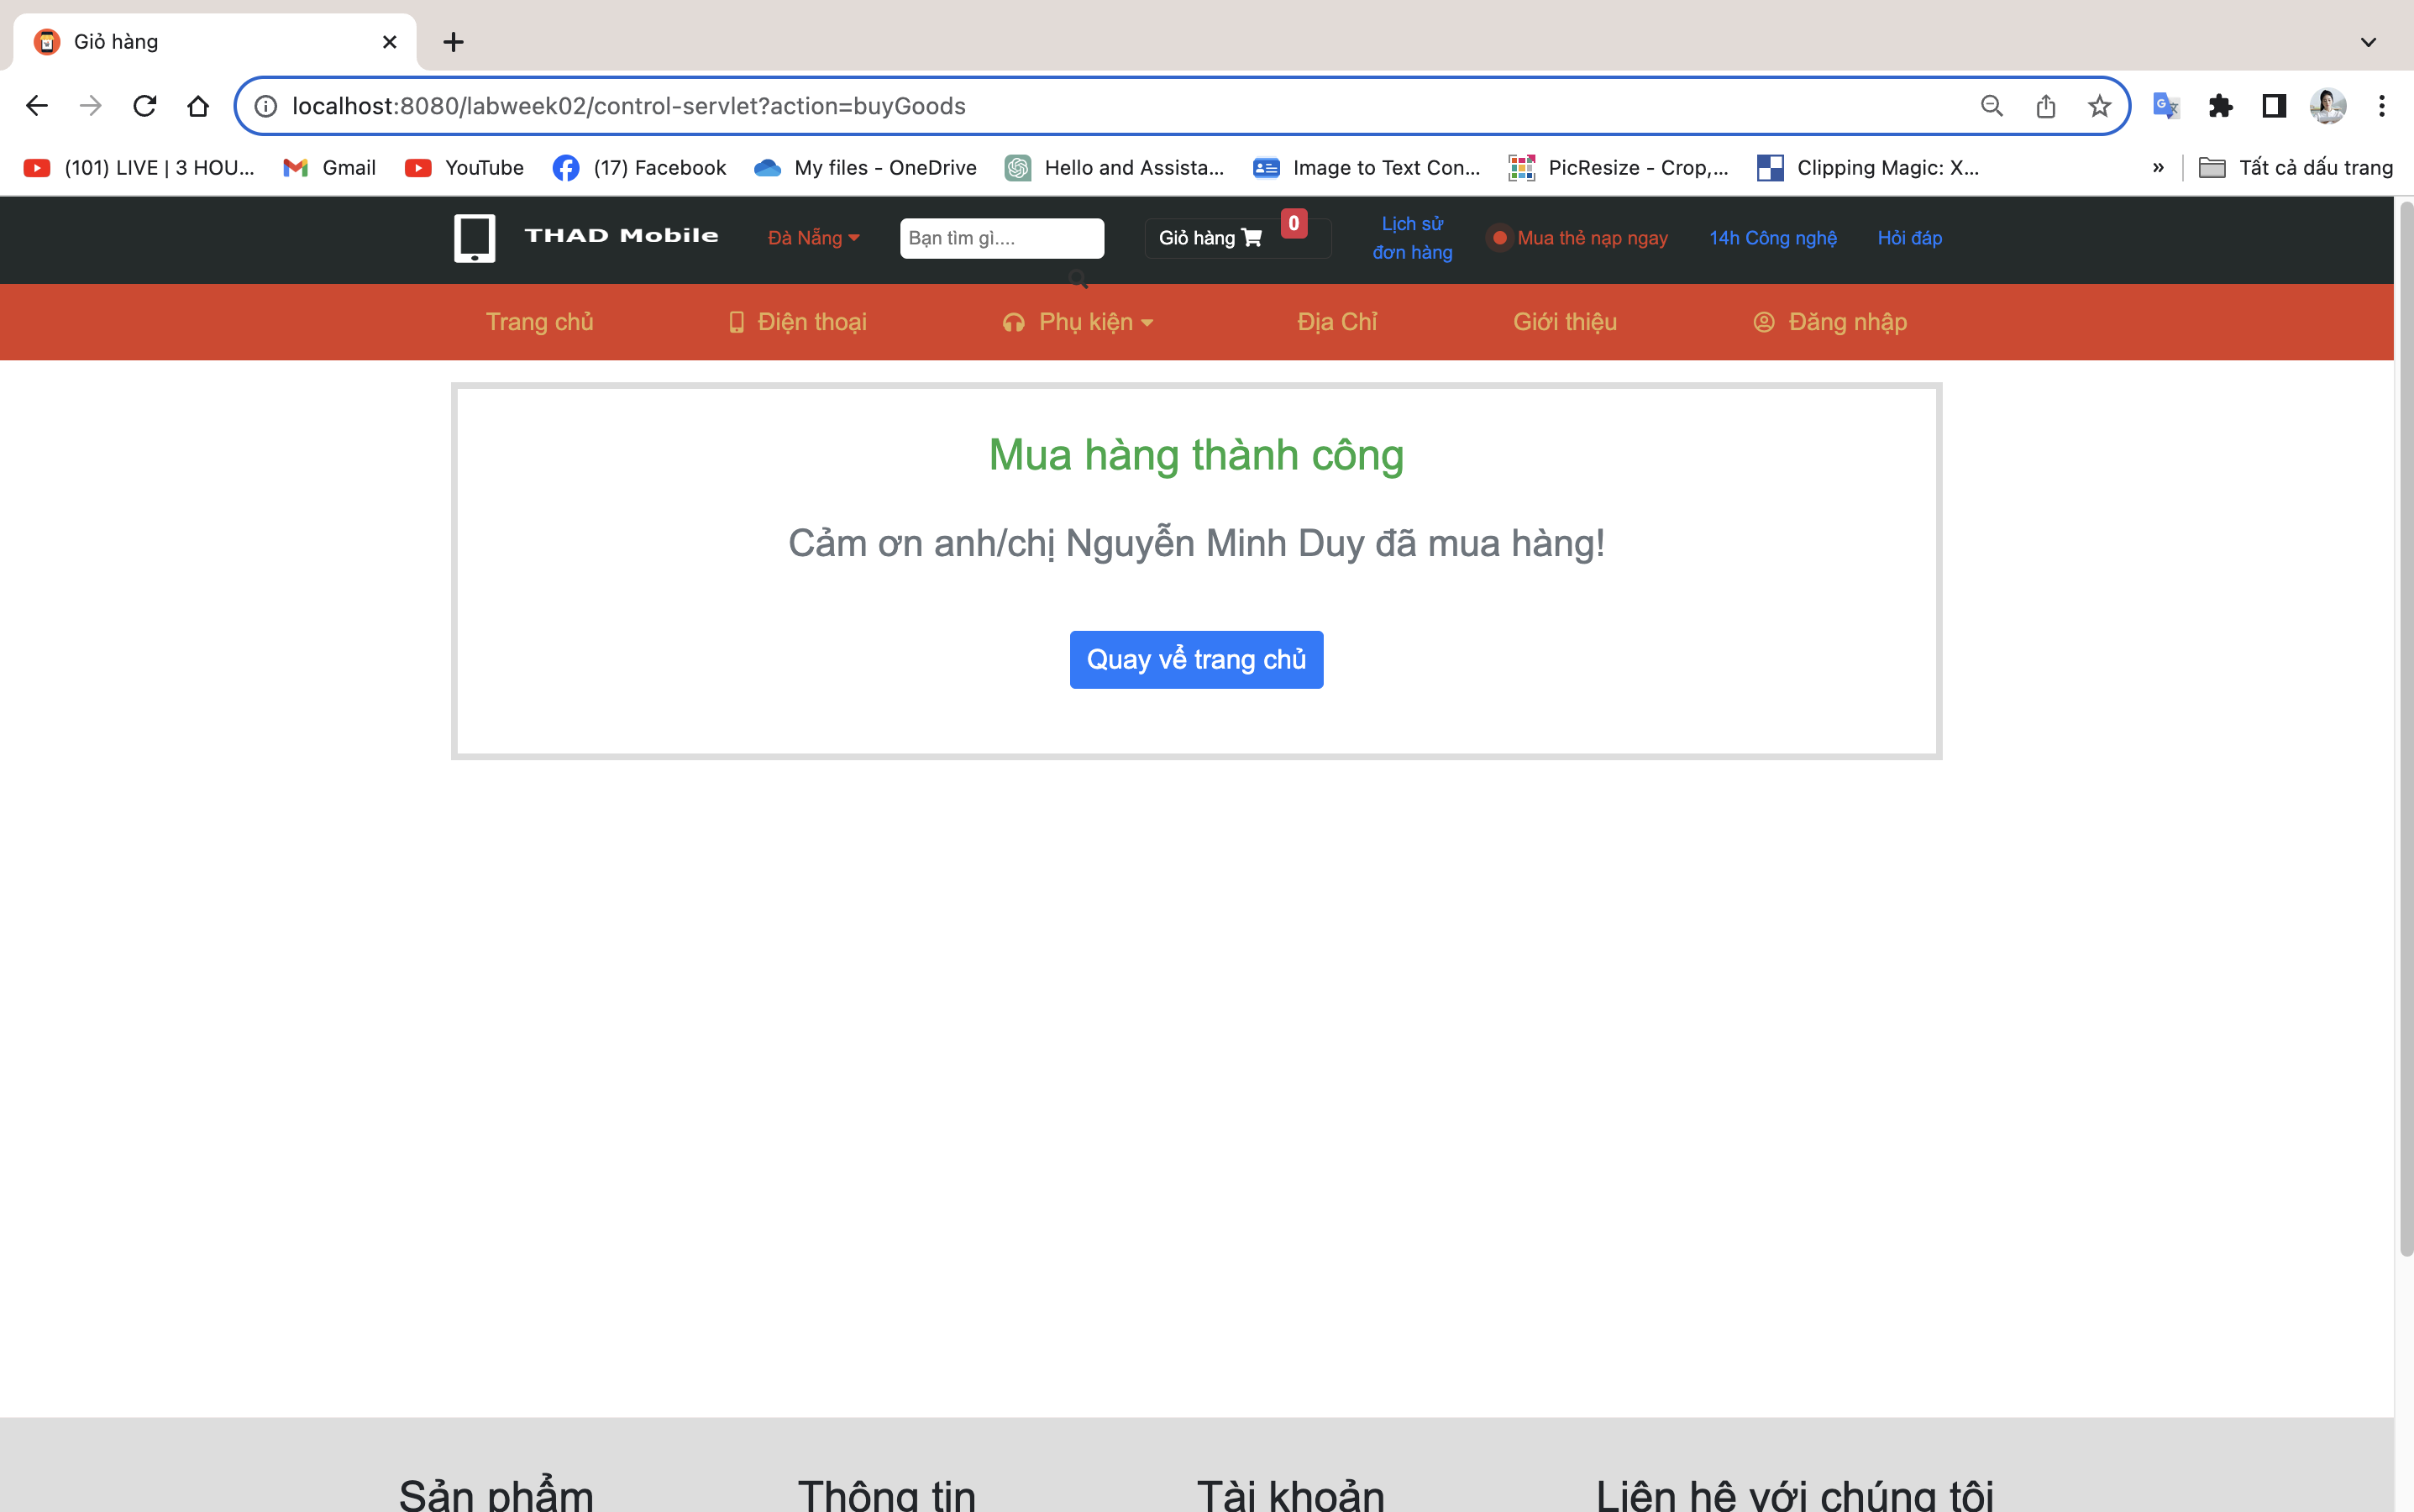 Giỏ hàng
localhost:8080/labweek02/control-servlet?action=buyGoods
(101) LIVE | 3 HOU... Gmail YouTube (17) Facebook My files - OneDrive Hello and Assista... Image to Text Con... PicResize - Crop,... Clipping Magic: X... » Tất cả dấu trang
THAD Mobile Đà Nẵng Bạn tìm gì.... Giỏ hàng 0 Lịch sử đơn hàng Mua thẻ nạp ngay 14h Công nghệ Hỏi đáp
Trang chủ Điện thoại Phụ kiện Địa Chỉ Giới thiệu Đăng nhập
Mua hàng thành công
Cảm ơn anh/chị Nguyễn Minh Duy đã mua hàng!
Quay về trang chủ
Sản phẩm Thông tin Tài khoản Liên hệ với chúng tôi